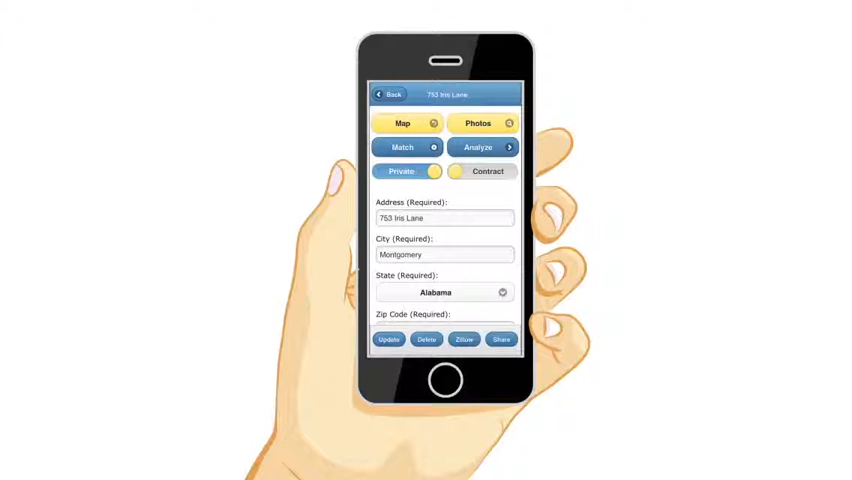 Back 753 Iris Lane
Map Photos
Match Analyze
Private Contract
Address (Required):
753 Iris Lane
City (Required):
Montgomery
State (Required):
Alabama
Zip Code (Required):
Update Delete Zillow Share